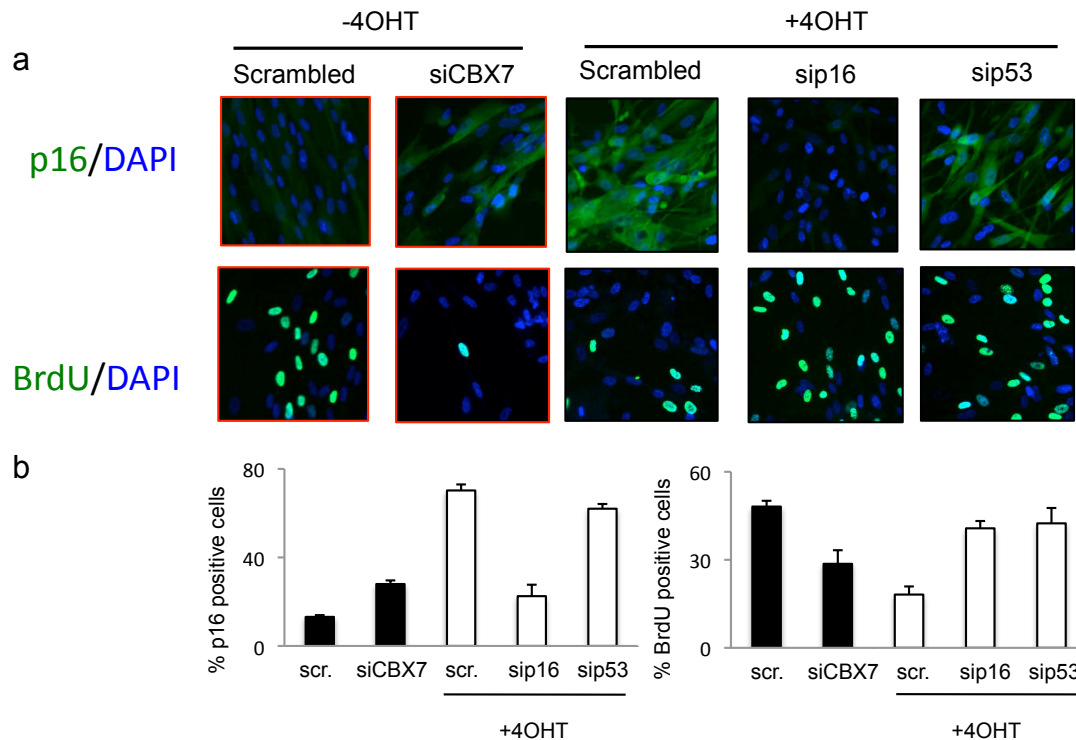 -4OHT +4OHT
a
Scrambled siCBX7 Scrambled sip16 sip53
p16/DAPI
BrdU/DAPI
b
% p16 positive cells
80
40
0
scr. siCBX7 scr. sip16 sip53
+4OHT
% BrdU positive cells
60
30
0
scr. siCBX7 scr. sip16 sip53
+4OHT